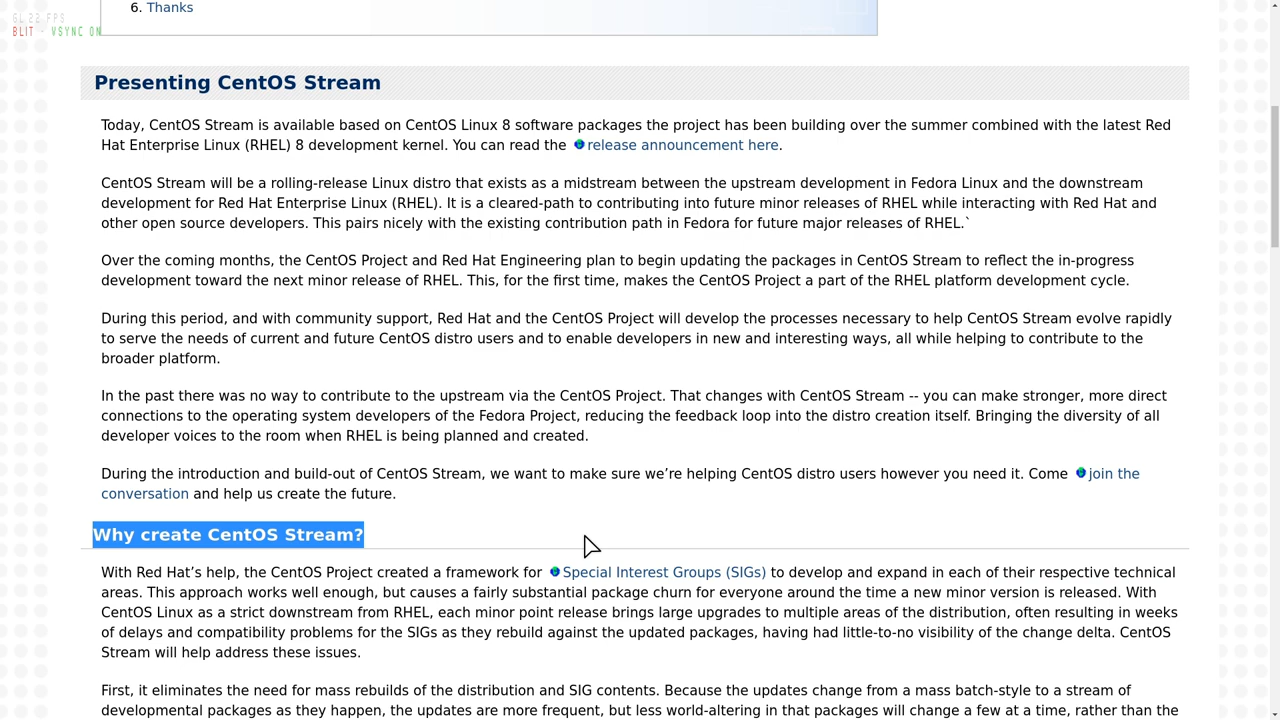 GL 22 FPS
BLIT - VSYNC ON
6. Thanks
Presenting CentOS Stream
Today, CentOS Stream is available based on CentOS Linux 8 software packages the project has been building over the summer combined with the latest Red
Hat Enterprise Linux (RHEL) 8 development kernel. You can read the release announcement here.
CentOS Stream will be a rolling-release Linux distro that exists as a midstream between the upstream development in Fedora Linux and the downstream
development for Red Hat Enterprise Linux (RHEL). It is a cleared-path to contributing into future minor releases of RHEL while interacting with Red Hat and
other open source developers. This pairs nicely with the existing contribution path in Fedora for future major releases of RHEL.`
Over the coming months, the CentOS Project and Red Hat Engineering plan to begin updating the packages in CentOS Stream to reflect the in-progress
development toward the next minor release of RHEL. This, for the first time, makes the CentOS Project a part of the RHEL platform development cycle.
During this period, and with community support, Red Hat and the CentOS Project will develop the processes necessary to help CentOS Stream evolve rapidly
to serve the needs of current and future CentOS distro users and to enable developers in new and interesting ways, all while helping to contribute to the
broader platform.
In the past there was no way to contribute to the upstream via the CentOS Project. That changes with CentOS Stream -- you can make stronger, more direct
connections to the operating system developers of the Fedora Project, reducing the feedback loop into the distro creation itself. Bringing the diversity of all
developer voices to the room when RHEL is being planned and created.
During the introduction and build-out of CentOS Stream, we want to make sure we’re helping CentOS distro users however you need it. Come join the
conversation and help us create the future.
Why create CentOS Stream?
With Red Hat’s help, the CentOS Project created a framework for Special Interest Groups (SIGs) to develop and expand in each of their respective technical
areas. This approach works well enough, but causes a fairly substantial package churn for everyone around the time a new minor version is released. With
CentOS Linux as a strict downstream from RHEL, each minor point release brings large upgrades to multiple areas of the distribution, often resulting in weeks
of delays and compatibility problems for the SIGs as they rebuild against the updated packages, having had little-to-no visibility of the change delta. CentOS
Stream will help address these issues.
First, it eliminates the need for mass rebuilds of the distribution and SIG contents. Because the updates change from a mass batch-style to a stream of
developmental packages as they happen, the updates are more frequent, but less world-altering in that packages will change a few at a time, rather than the